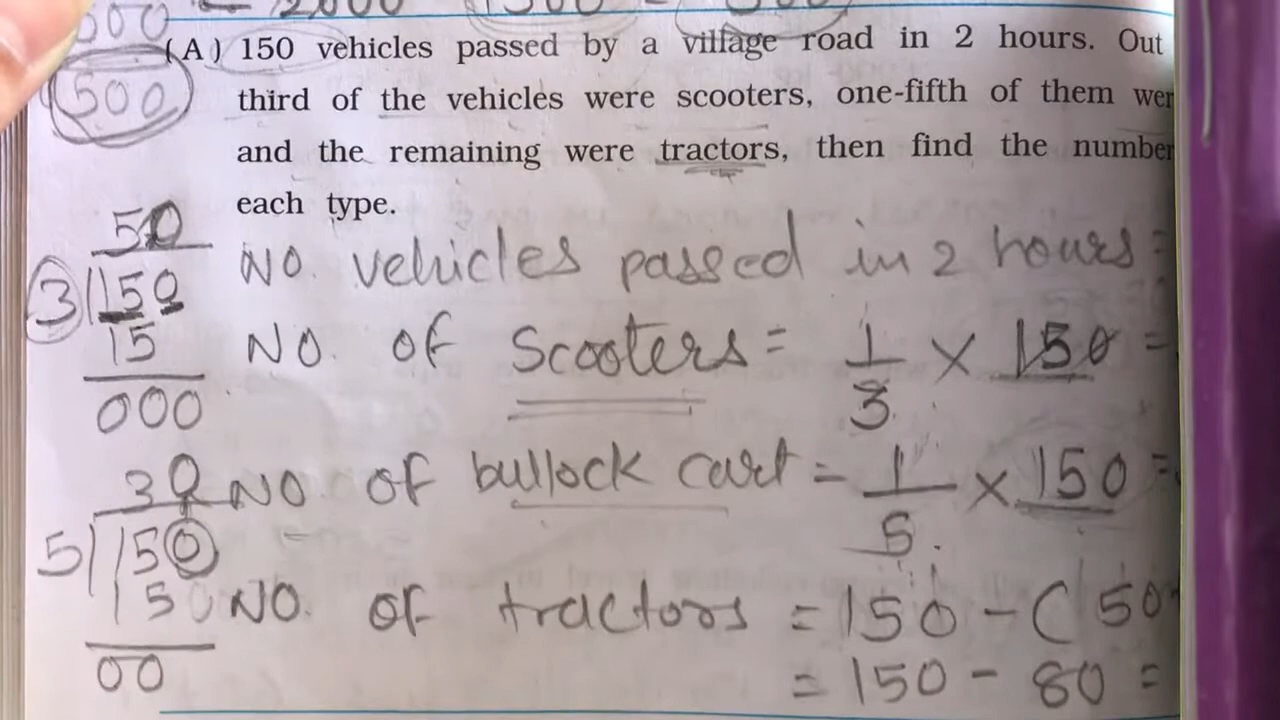 500
500
(A) 150 vehicles passed by a village road in 2 hours. Out
third of the vehicles were scooters, one-fifth of them wer
and the remaining were tractors, then find the number
each type.
50
3 150
15
000
NO. vehicles passed in 2 hours =
NO. of Scooters = 1/3 × 150 =
30
5 150
150
00
NO. of bullock cart = 1/5 × 150 =
NO. of tractors = 150 - (50
= 150 - 80 =